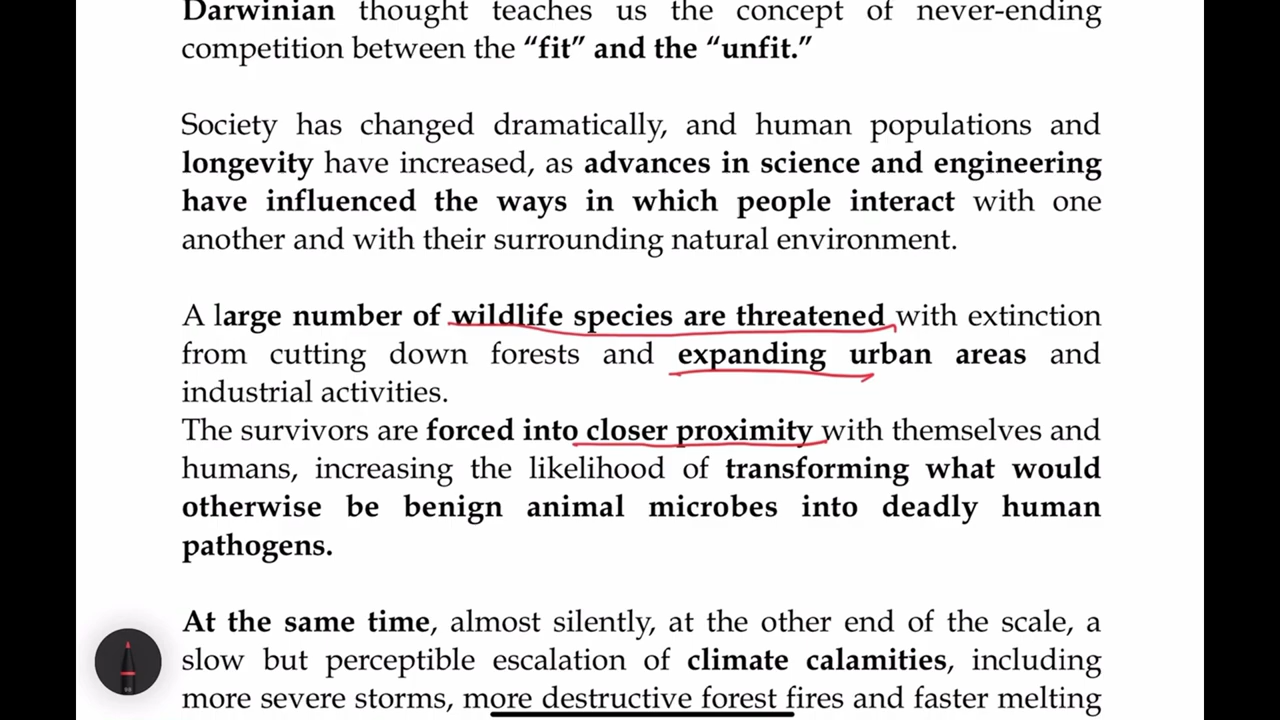 Darwinian thought teaches us the concept of never-ending
competition between the “fit” and the “unfit.”
Society has changed dramatically, and human populations and
longevity have increased, as advances in science and engineering
have influenced the ways in which people interact with one
another and with their surrounding natural environment.
A large number of wildlife species are threatened with extinction
from cutting down forests and expanding urban areas and
industrial activities.
The survivors are forced into closer proximity with themselves and
humans, increasing the likelihood of transforming what would
otherwise be benign animal microbes into deadly human
pathogens.
At the same time, almost silently, at the other end of the scale, a
slow but perceptible escalation of climate calamities, including
more severe storms, more destructive forest fires and faster melting